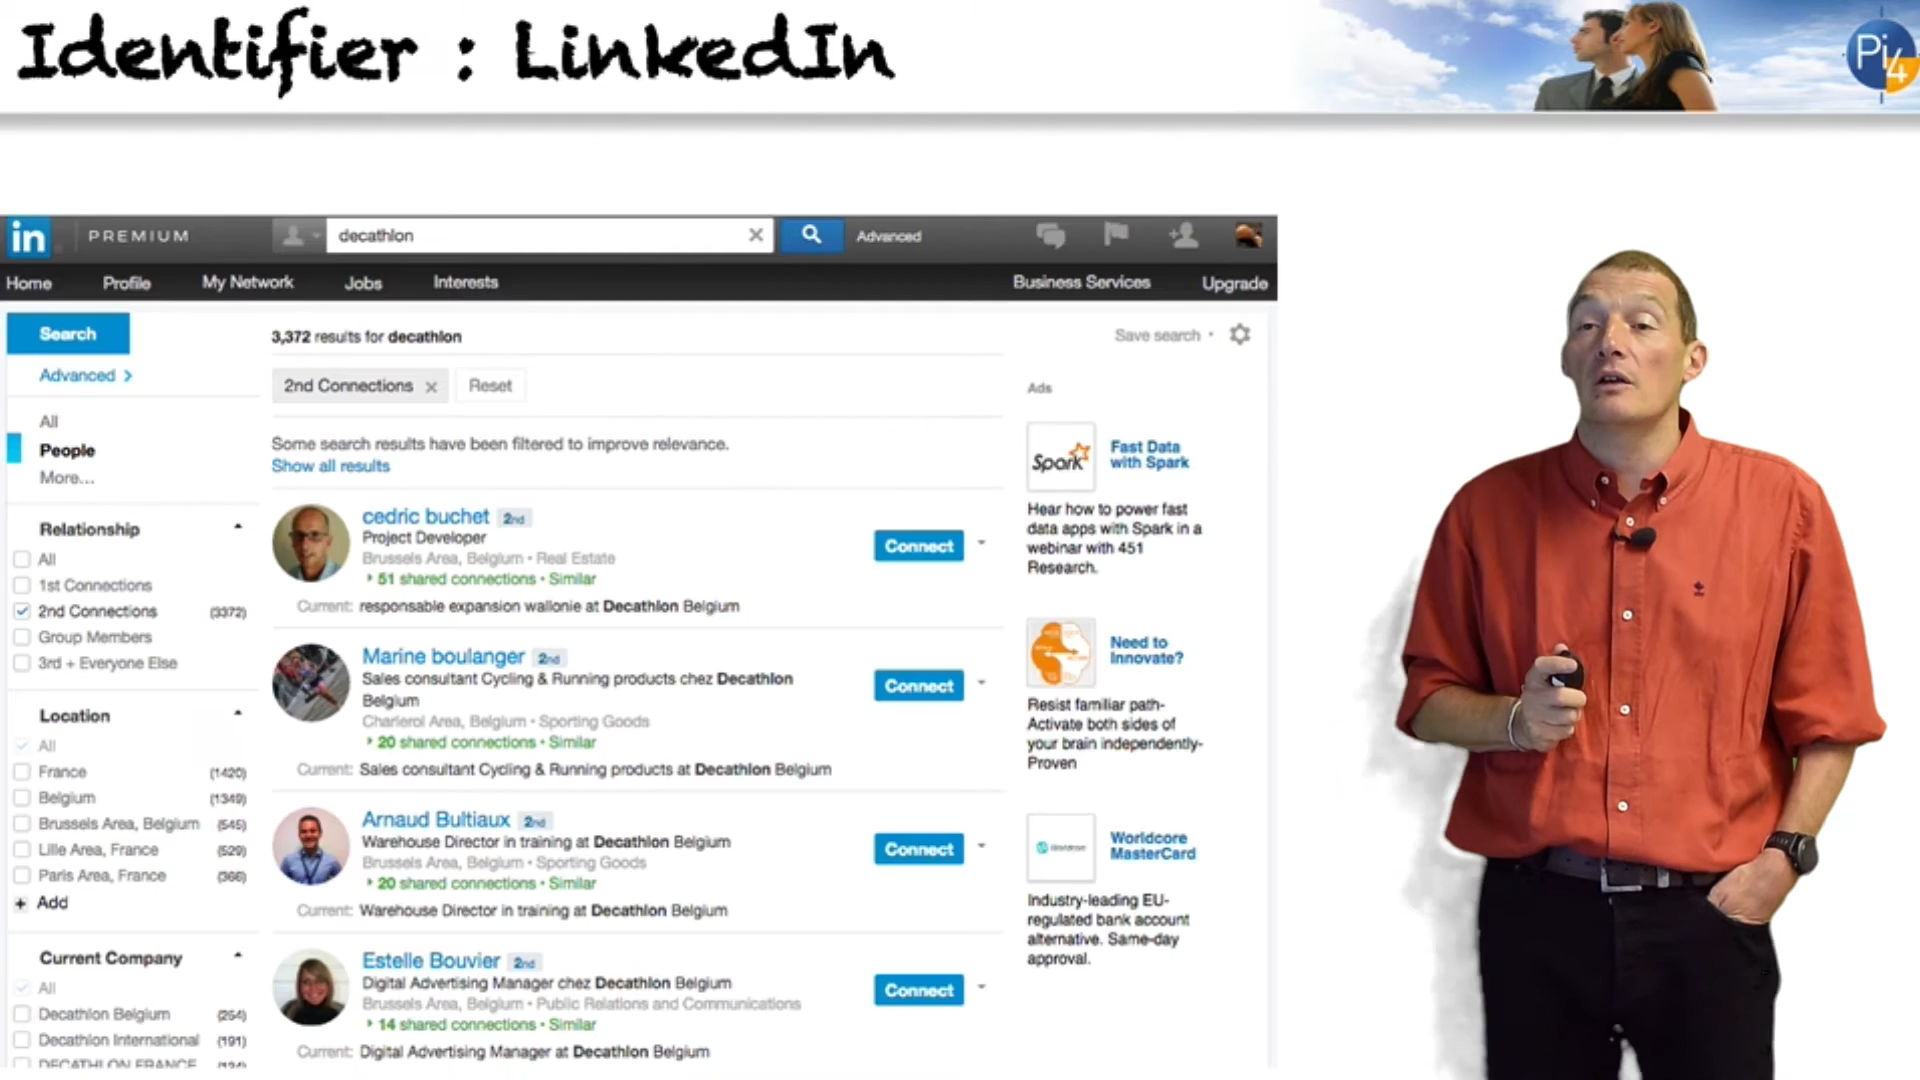 Identifier : LinkedIn
Pi4
in PREMIUM decathlon Advanced
Home Profile My Network Jobs Interests Business Services Upgrade
Search
Advanced >
All
People
More...
Relationship
All
1st Connections
2nd Connections (3372)
Group Members
3rd + Everyone Else
Location
All
France (1420)
Belgium (1349)
Brussels Area, Belgium (545)
Lille Area, France (529)
Paris Area, France (366)
+ Add
Current Company
All
Decathlon Belgium (254)
Decathlon International (191)
DECATHLON FRANCE
3,372 results for decathlon
Save search
2nd Connections × Reset
Some search results have been filtered to improve relevance.
Show all results
cedric buchet 2nd
Project Developer
Brussels Area, Belgium • Real Estate
51 shared connections • Similar
Current: responsable expansion wallonie at Decathlon Belgium
Connect
Marine boulanger 2nd
Sales consultant Cycling & Running products chez Decathlon
Belgium
Charleroi Area, Belgium • Sporting Goods
20 shared connections • Similar
Current: Sales consultant Cycling & Running products at Decathlon Belgium
Connect
Arnaud Bultiaux 2nd
Warehouse Director in training at Decathlon Belgium
Brussels Area, Belgium • Sporting Goods
20 shared connections • Similar
Current: Warehouse Director in training at Decathlon Belgium
Connect
Estelle Bouvier 2nd
Digital Advertising Manager chez Decathlon Belgium
Brussels Area, Belgium • Public Relations and Communications
14 shared connections • Similar
Current: Digital Advertising Manager at Decathlon Belgium
Connect
Ads
Spark
Fast Data
with Spark
Hear how to power fast
data apps with Spark in a
webinar with 451
Research.
Need to
Innovate?
Resist familiar path-
Activate both sides of
your brain independently-
Proven
Worldcore
MasterCard
Industry-leading EU-
regulated bank account
alternative. Same-day
approval.